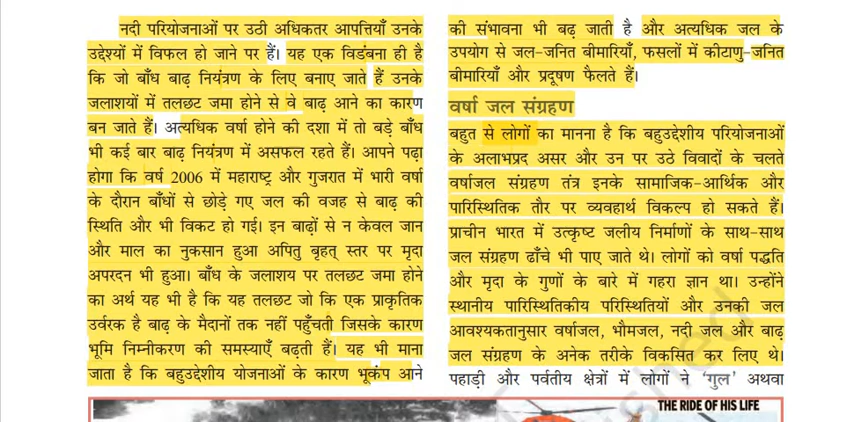 नदी परियोजनाओं पर उठी अधिकतर आपत्तियाँ उनके
उद्देश्यों में विफल हो जाने पर हैं। यह एक विडंबना ही है
कि जो बाँध बाढ़ नियंत्रण के लिए बनाए जाते हैं उनके
जलाशयों में तलछट जमा होने से वे बाढ़ आने का कारण
बन जाते हैं। अत्यधिक वर्षा होने की दशा में तो बड़े बाँध
भी कई बार बाढ़ नियंत्रण में असफल रहते हैं। आपने पढ़ा
होगा कि वर्ष 2006 में महाराष्ट्र और गुजरात में भारी वर्षा
के दौरान बाँधों से छोड़े गए जल की वजह से बाढ़ की
स्थिति और भी विकट हो गई। इन बाढ़ों से न केवल जान
और माल का नुकसान हुआ अपितु बृहत् स्तर पर मृदा
अपरदन भी हुआ। बाँध के जलाशय पर तलछट जमा होने
का अर्थ यह भी है कि यह तलछट जो कि एक प्राकृतिक
उर्वरक है बाढ़ के मैदानों तक नहीं पहुँचती जिसके कारण
भूमि निम्नीकरण की समस्याएँ बढ़ती हैं। यह भी माना
जाता है कि बहुउद्देशीय योजनाओं के कारण भूकंप आने
की संभावना भी बढ़ जाती है और अत्यधिक जल के
उपयोग से जल-जनित बीमारियाँ, फसलों में कीटाणु-जनित
बीमारियाँ और प्रदूषण फैलते हैं।
वर्षा जल संग्रहण
बहुत से लोगों का मानना है कि बहुउद्देशीय परियोजनाओं
के अलाभप्रद असर और उन पर उठे विवादों के चलते
वर्षाजल संग्रहण तंत्र इनके सामाजिक-आर्थिक और
पारिस्थितिक तौर पर व्यवहार्थ विकल्प हो सकते हैं।
प्राचीन भारत में उत्कृष्ट जलीय निर्माणों के साथ-साथ
जल संग्रहण ढाँचे भी पाए जाते थे। लोगों को वर्षा पद्धति
और मृदा के गुणों के बारे में गहरा ज्ञान था। उन्होंने
स्थानीय पारिस्थितिकीय परिस्थितियों और उनकी जल
आवश्यकतानुसार वर्षाजल, भौमजल, नदी जल और बाढ़
जल संग्रहण के अनेक तरीके विकसित कर लिए थे।
पहाड़ी और पर्वतीय क्षेत्रों में लोगों ने 'गुल' अथवा
THE RIDE OF HIS LIFE